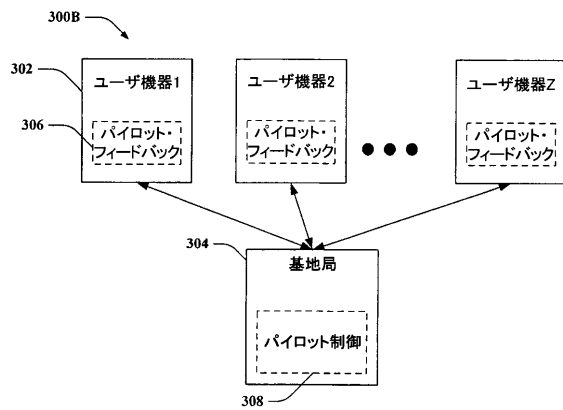 300B
302
ユーザ機器1
ユーザ機器2
ユーザ機器Z
306
パイロット・
フィードバック
パイロット・
フィードバック
パイロット・
フィードバック
304
基地局
パイロット制御
308